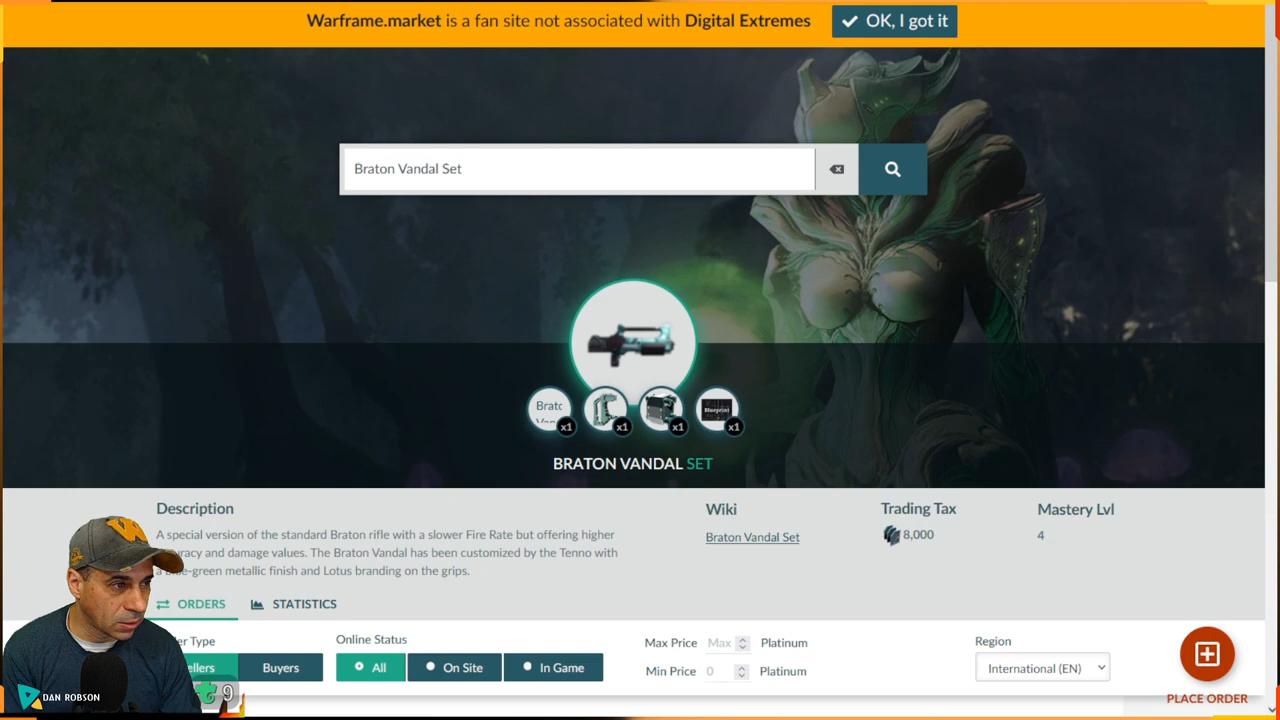 Warframe.market is a fan site not associated with Digital Extremes
OK, I got it
Braton Vandal Set
x1
x1
x1
Blueprint
x1
BRATON VANDAL SET
Description
Wiki
Trading Tax
Mastery Lvl
A special version of the standard Braton rifle with a slower Fire Rate but offering higher
and damage values. The Braton Vandal has been customized by the Tenno with
metallic finish and Lotus branding on the grips.
Braton Vandal Set
8,000
4
ORDERS
STATISTICS
Type
Online Status
Max Price
Max
Platinum
Region
Buyers
All
On Site
In Game
Min Price
0
Platinum
International (EN)
DAN ROBSON
9
PLACE ORDER